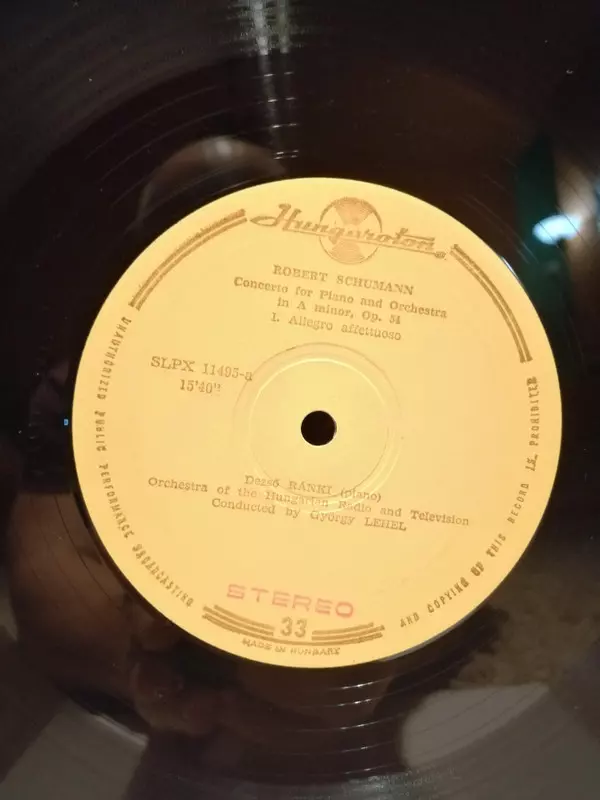 Hungaroton
ROBERT SCHUMANN
Concerto for Piano and Orchestra
in A minor, Op. 54
I. Allegro affettuoso
SLPX 11495-a
15'40"
Dezső RÁNKI (piano)
Orchestra of the Hungarian Radio and Television
Conducted by György LEHEL
STEREO
33
MADE IN HUNGARY
UNAUTHORIZED PUBLIC PERFORMANCE BROADCASTING
AND COPYING OF THIS RECORD IS PROHIBITED